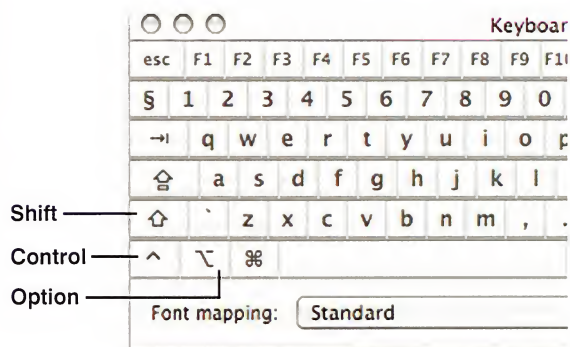 Keyboar
esc F1 F2 F3 F4 F5 F6 F7 F8 F9 F1
§ 1 2 3 4 5 6 7 8 9 0
q w e r t y u i o p
a s d f g h j k l
Shift ⇧ ` z x c v b n m , .
Control ^ ⌥ ⌘
Option
Font mapping: Standard